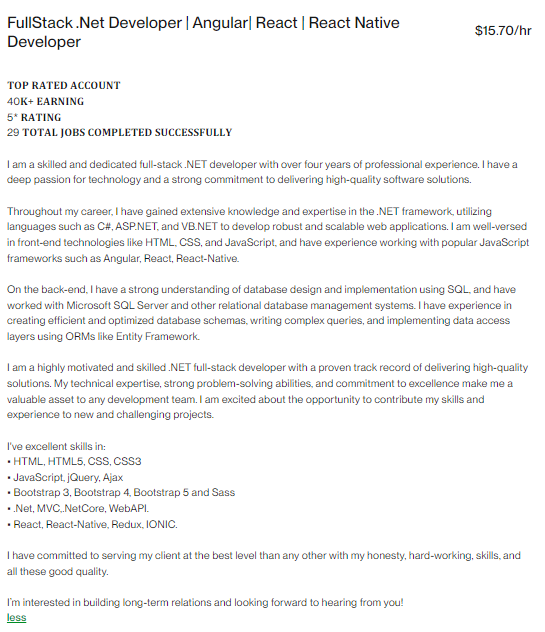 FullStack .Net Developer | Angular| React | React Native
Developer
$15.70/hr
TOP RATED ACCOUNT
40K+ EARNING
5* RATING
29 TOTAL JOBS COMPLETED SUCCESSFULLY
I am a skilled and dedicated full-stack .NET developer with over four years of professional experience. I have a
deep passion for technology and a strong commitment to delivering high-quality software solutions.
Throughout my career, I have gained extensive knowledge and expertise in the .NET framework, utilizing
languages such as C#, ASP.NET, and VB.NET to develop robust and scalable web applications. I am well-versed
in front-end technologies like HTML, CSS, and JavaScript, and have experience working with popular JavaScript
frameworks such as Angular, React, React-Native.
On the back-end, I have a strong understanding of database design and implementation using SQL, and have
worked with Microsoft SQL Server and other relational database management systems. I have experience in
creating efficient and optimized database schemas, writing complex queries, and implementing data access
layers using ORMs like Entity Framework.
I am a highly motivated and skilled .NET full-stack developer with a proven track record of delivering high-quality
solutions. My technical expertise, strong problem-solving abilities, and commitment to excellence make me a
valuable asset to any development team. I am excited about the opportunity to contribute my skills and
experience to new and challenging projects.
I've excellent skills in:
• HTML, HTML5, CSS, CSS3
• JavaScript, jQuery, Ajax
• Bootstrap 3, Bootstrap 4, Bootstrap 5 and Sass
• .Net, MVC,.NetCore, WebAPI.
• React, React-Native, Redux, IONIC.
I have committed to serving my client at the best level than any other with my honesty, hard-working, skills, and
all these good quality.
I'm interested in building long-term relations and looking forward to hearing from you!
less